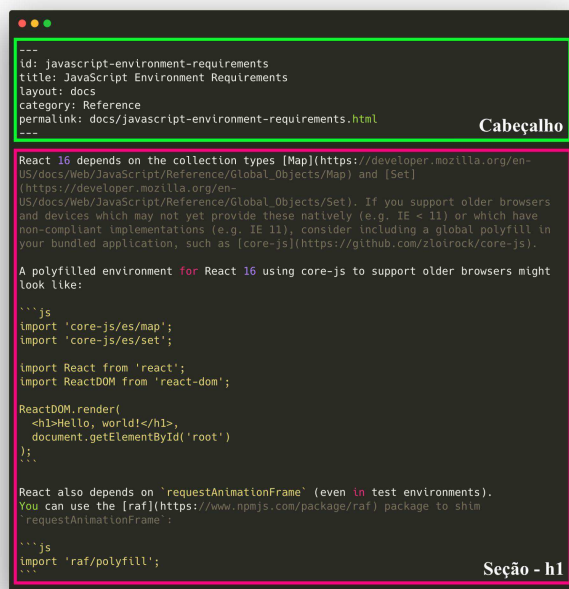 ---
id: javascript-environment-requirements
title: JavaScript Environment Requirements
layout: docs
category: Reference
permalink: docs/javascript-environment-requirements.html
---
Cabeçalho
React 16 depends on the collection types [Map](https://developer.mozilla.org/en-
US/docs/Web/JavaScript/Reference/Global_Objects/Map) and [Set]
(https://developer.mozilla.org/en-
US/docs/Web/JavaScript/Reference/Global_Objects/Set). If you support older browsers
and devices which may not yet provide these natively (e.g. IE < 11) or which have
non-compliant implementations (e.g. IE 11), consider including a global polyfill in
your bundled application, such as [core-js](https://github.com/zloirock/core-js).
A polyfilled environment for React 16 using core-js to support older browsers might
look like:
```js
import 'core-js/es/map';
import 'core-js/es/set';
import React from 'react';
import ReactDOM from 'react-dom';
ReactDOM.render(
<h1>Hello, world!</h1>,
document.getElementById('root')
);
```
React also depends on `requestAnimationFrame` (even in test environments).
You can use the [raf](https://www.npmjs.com/package/raf) package to shim
`requestAnimationFrame`:
```js
import 'raf/polyfill';
```
Seção - h1